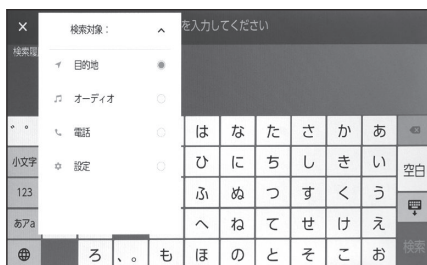 検索対象：
を入力してください
検索履
目的地
オーディオ
電話
設定
は な た さ か あ
小文字 ひ に ち し き い 空白
123 ふ ぬ つ す く う
あ7a へ ね て せ け え
ろ 、。 も ほ の と そ こ お 検索